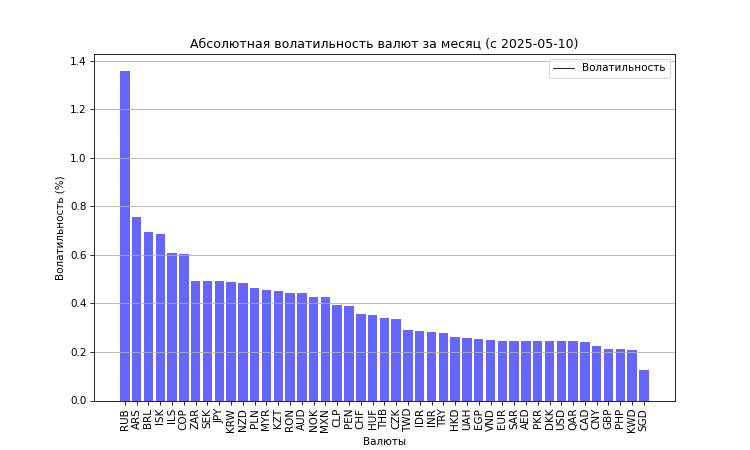 Абсолютная волатильность валют за месяц (с 2025-05-10)
Волатильность
Волатильность (%)
1.4
1.2
1.0
0.8
0.6
0.4
0.2
0.0
RUB ARS BRL ISK ILS COP ZAR SEK JPY KRW NZD PLN MYR KZT RON AUD NOK MXN CLP PEN CHF HUF THB CZK TWD IDR INR TRY HKD UAH EGP VND EUR SAR AED PKR DKK USD QAR CAD CNY GBP PHP KWD SGD
Валюты